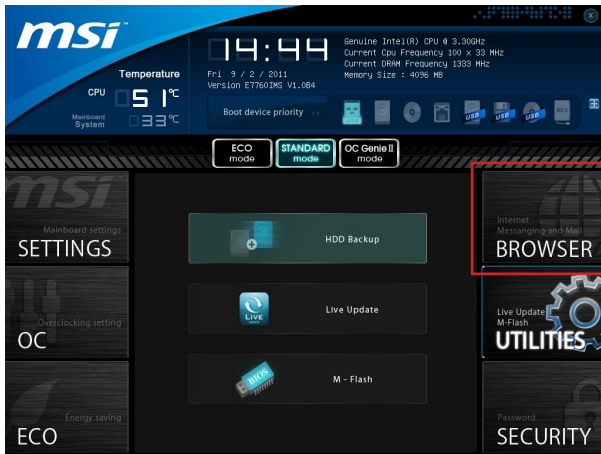 msi
14:44
Genuine Intel(R) CPU @ 3.30GHz
Current Cpu Frequency 100 x 33 MHz
Current DRAM Frequency 1333 MHz
Memory Size : 4096 MB
Temperature
Fri 9 / 2 / 2011
Version E7760IMS V1.0B4
CPU 51°C
Mainboard
System 33°C
Boot device priority
USB
USB
USB
DEV
ECO
mode
STANDARD
mode
OC Genie II
mode
msi
Mainboard settings
SETTINGS
Overclocking setting
OC
Energy saving
ECO
HDD Backup
LIVE
Live Update
BIOS
M - Flash
Internet
Messanging and Mail
BROWSER
Live Update
M-Flash
UTILITIES
Password
SECURITY